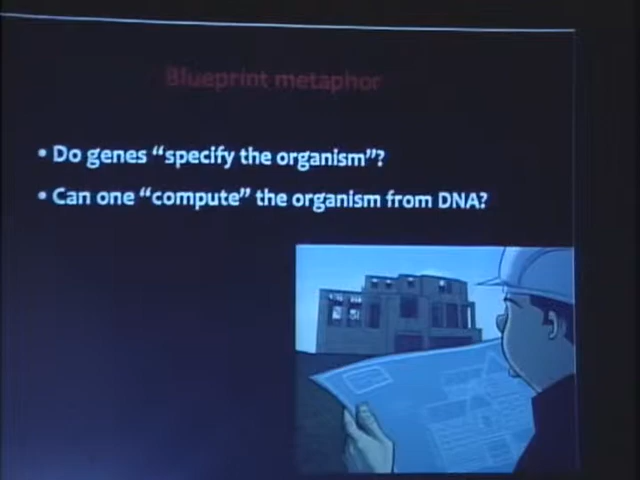 Blueprint metaphor
• Do genes “specify the organism”?
• Can one “compute” the organism from DNA?